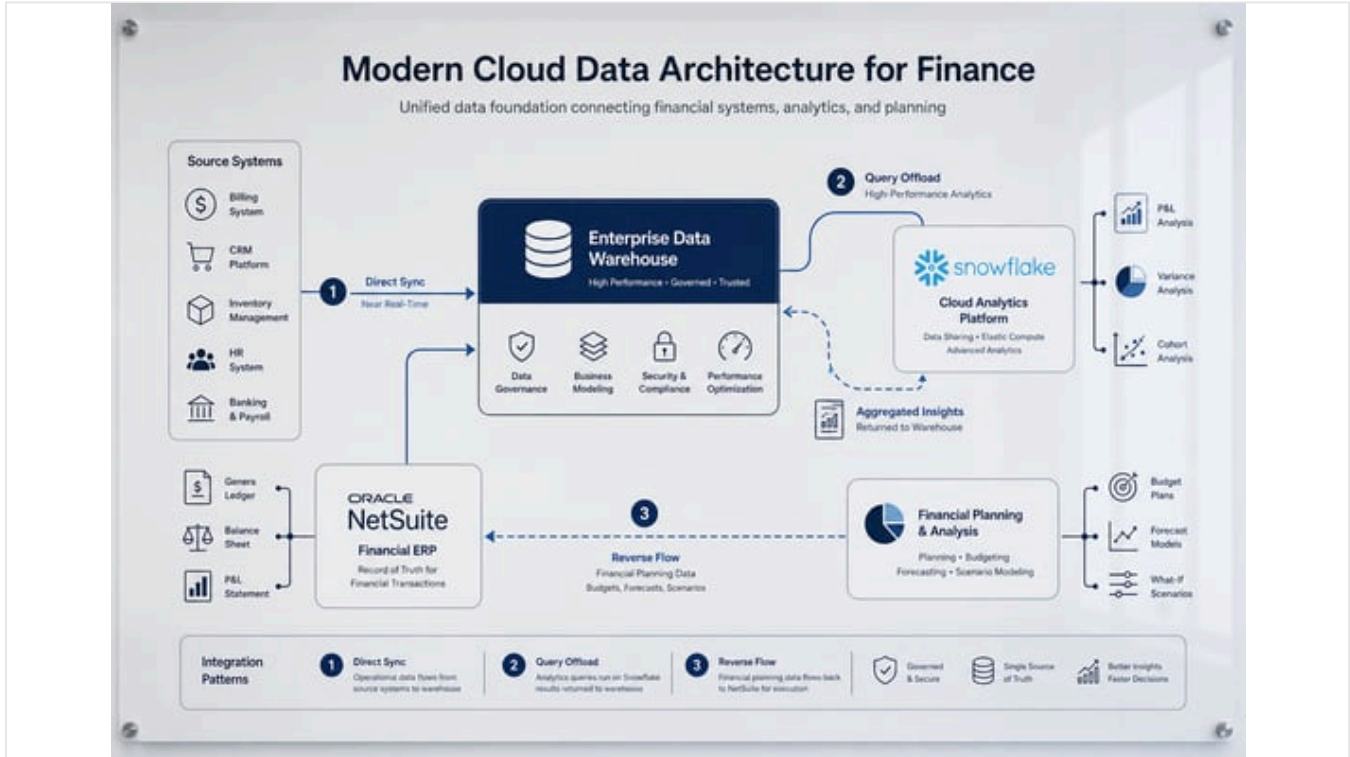 Modern Cloud Data Architecture for Finance
Unified data foundation connecting financial systems, analytics, and planning
Source Systems
Billing
System
CRM
Platform
Inventory
Management
HR
System
Banking
& Payroll
1
Direct Sync
Near Real-Time
Enterprise Data
Warehouse
High Performance • Governed • Trusted
Data
Governance
Business
Modeling
Security &
Compliance
Performance
Optimization
2
Query Offload
High-Performance Analytics
snowflake
Cloud Analytics
Platform
Data Sharing • Elastic Compute
Advanced Analytics
P&L
Analysis
Variance
Analysis
Cohort
Analysis
Aggregated Insights
Returned to Warehouse
Genera
Ledger
Balance
Sheet
P&L
Statement
ORACLE
NetSuite
Financial ERP
Record of Truth for
Financial Transactions
3
Reverse Flow
Financial Planning Data
Budgets, Forecasts, Scenarios
Financial Planning
& Analysis
Planning • Budgeting
Forecasting • Scenario Modeling
Budget
Plans
Forecast
Models
What-If
Scenarios
Integration
Patterns
1
Direct Sync
Operational data flows from
source systems to warehouse
2
Query Offload
Analytics queries run on Snowflake
results returned to warehouse
3
Reverse Flow
Financial planning data flows back
to NetSuite for execution
Governed
& Secure
Single Source
of Truth
Better Insights
Faster Decisions